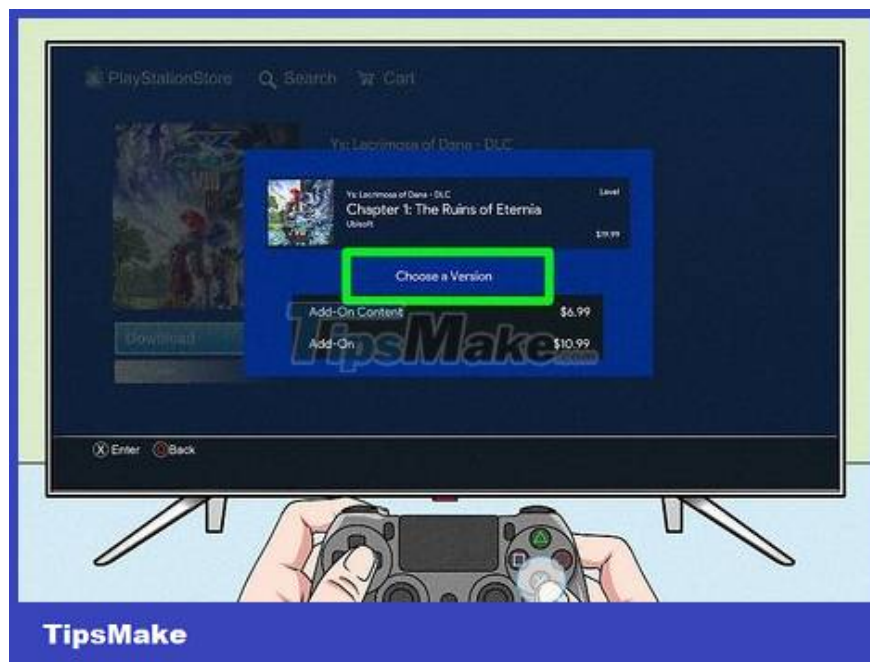 PlayStationStore Search Cart
Ys: Lacrimosa of Dana - DLC
Ys: Lacrimosa of Dana - DLC
Level
Chapter 1: The Ruins of Eternia
Ubisoft
$19.99
Choose a Version
Add-On Content $6.99
Add-On $10.99
Download
TipsMake.com
X Enter Back
TipsMake